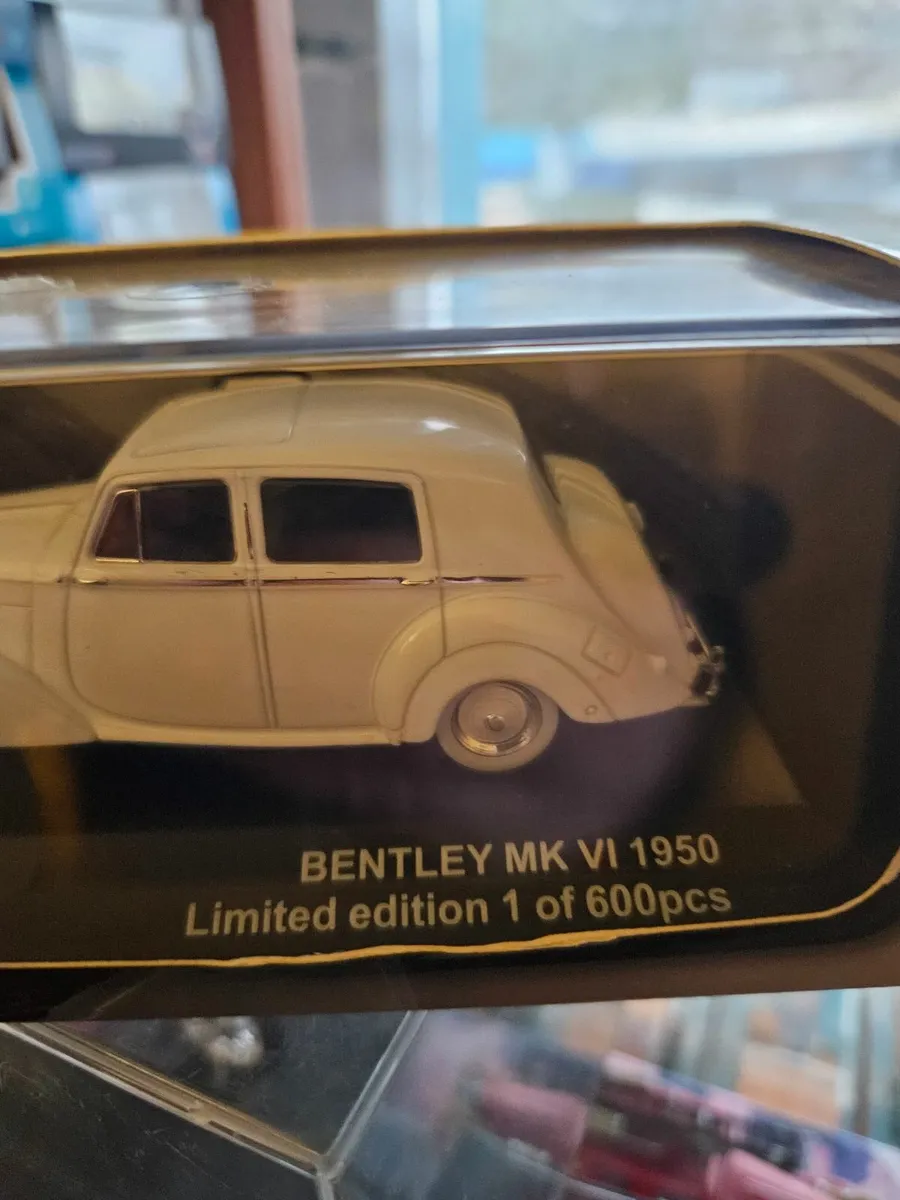 BENTLEY MK VI 1950
Limited edition 1 of 600pcs